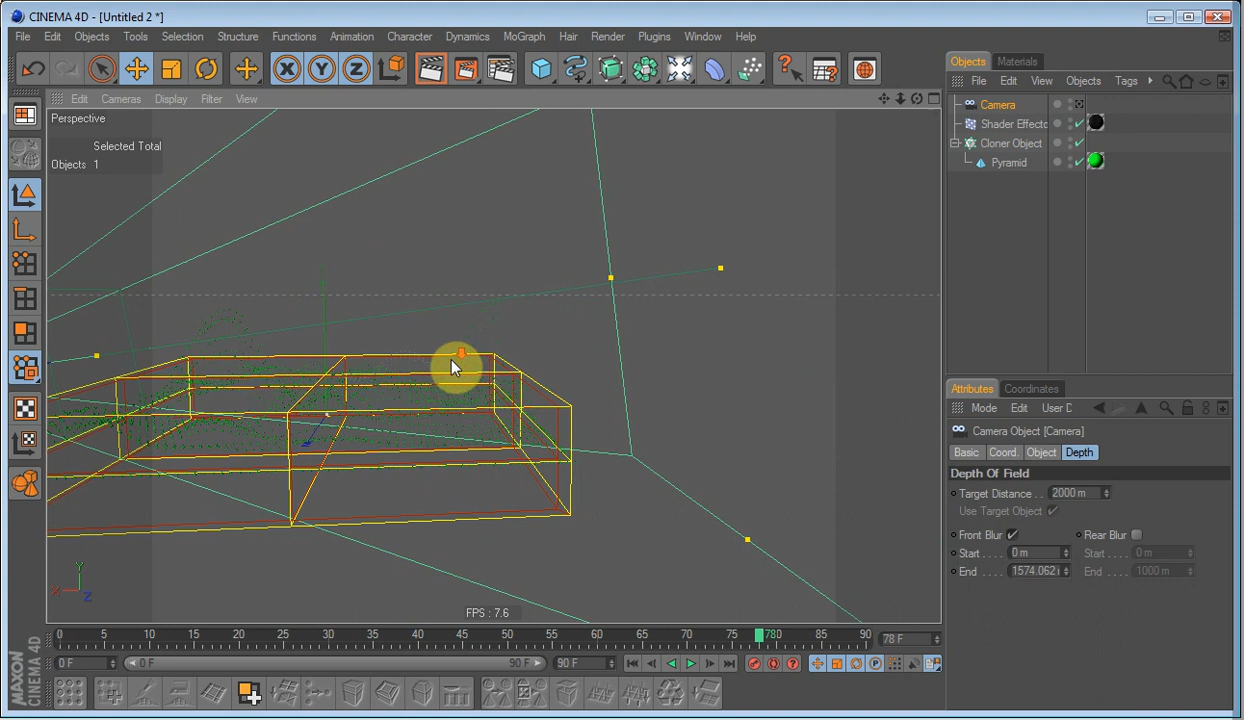 CINEMA 4D - [Untitled 2 *]
File Edit Objects Tools Selection Structure Functions Animation Character Dynamics MoGraph Hair Render Plugins Window Help
X Y Z
Objects Materials
File Edit View Objects Tags
Edit Cameras Display Filter View
Perspective
Selected Total
Objects 1
Camera
Shader Effecto
Cloner Object
Pyramid
Attributes Coordinates
Mode Edit User D
Camera Object [Camera]
Basic Coord. Object Depth
Depth Of Field
Target Distance . . 2000 m
Use Target Object
Front Blur Rear Blur
Start . . . . 0 m Start . . . . 0 m
End . . . . 1574.062 End . . . . 1000 m
Y
X
Z
FPS : 7.6
0 5 10 15 20 25 30 35 40 45 50 55 60 65 70 75 780 85 90 78 F
0 F 0 F 90 F 90 F
MAXON
CINEMA 4D